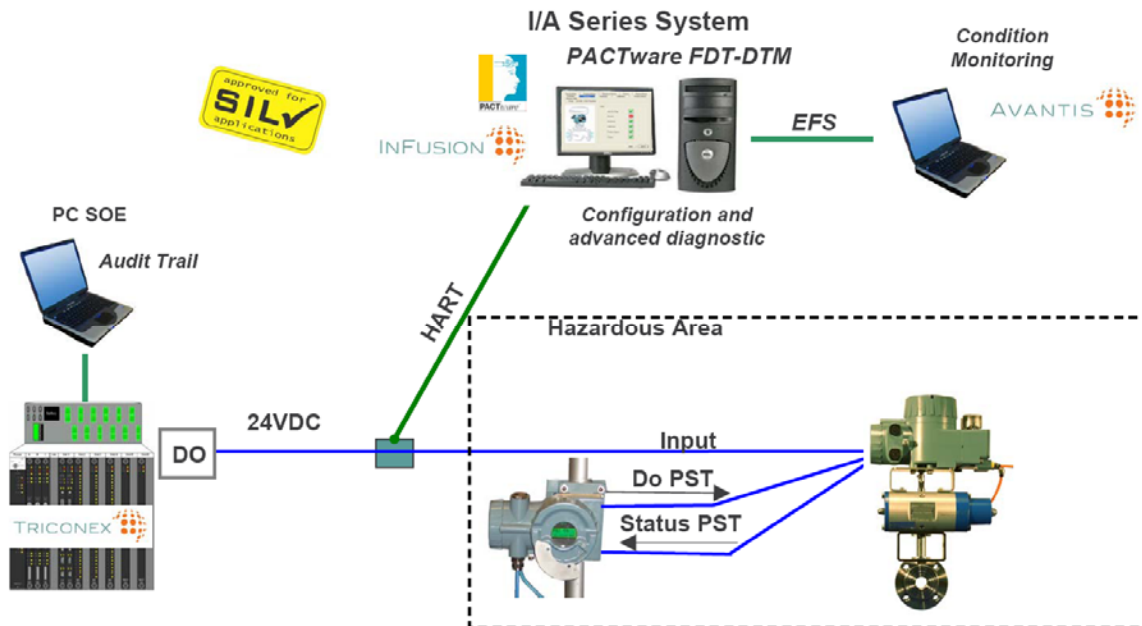 I/A Series System
PACTware FDT-DTM
Condition
Monitoring
approved for
SIL
applications
PACTware
INFUSION
EFS
AVANTIS
Configuration and
advanced diagnostic
PC SOE
Audit Trail
HART
Hazardous Area
24VDC
DO
Input
Do PST
Status PST
TRICONEX